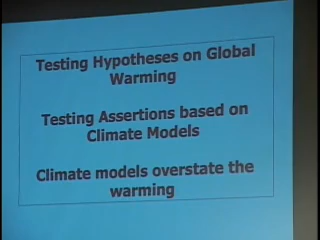 Testing Hypotheses on Global
Warming
Testing Assertions based on
Climate Models
Climate models overstate the
warming